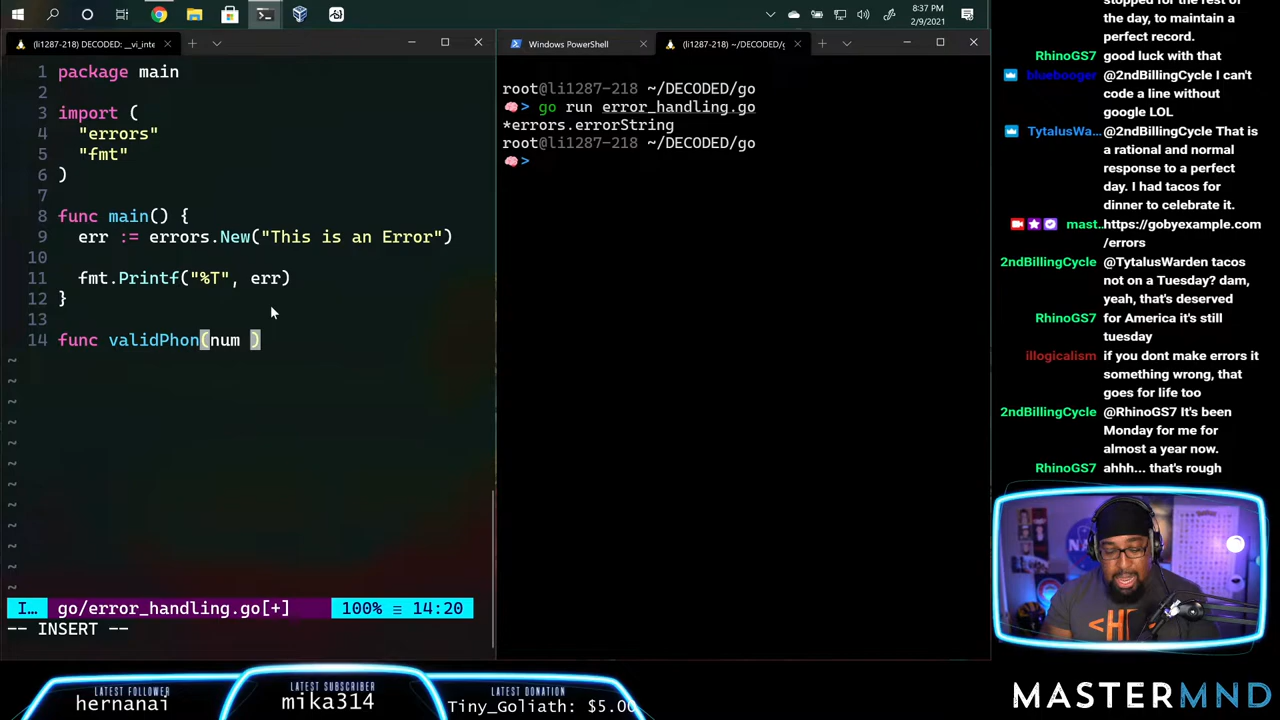 8:37 PM
2/9/2021
(li1287-218) DECODED: __vi_inte
Windows PowerShell
(li1287-218) ~/DECODED/g
1 package main
2
3 import (
4 "errors"
5 "fmt"
6 )
7
8 func main() {
9 err := errors.New("This is an Error")
10
11 fmt.Printf("%T", err)
12 }
13
14 func validPhon(num )
~
~
~
~
~
~
~
~
~
~
~
~
I… go/error_handling.go[+] 100% ≡ 14:20
-- INSERT --
root@li1287-218 ~/DECODED/go
> go run error_handling.go
*errors.errorString
root@li1287-218 ~/DECODED/go
>
stopped for the rest of
the day, to maintain a
perfect record.
RhinoGS7 good luck with that
bluebooger @2ndBillingCycle I can't
code a line without
google LOL
TytalusWa… @2ndBillingCycle That is
a rational and normal
response to a perfect
day. I had tacos for
dinner to celebrate it.
mast… https://gobyexample.com
/errors
2ndBillingCycle @TytalusWarden tacos
not on a Tuesday? dam,
yeah, that's deserved
RhinoGS7 for America it's still
tuesday
illogicalism if you dont make errors it
something wrong, that
goes for life too
2ndBillingCycle @RhinoGS7 It's been
Monday for me for
almost a year now.
RhinoGS7 ahhh... that's rough
NASA
<H
LATEST FOLLOWER
hernanai
LATEST SUBSCRIBER
mika314
LATEST DONATION
Tiny_Goliath: $5.00
MASTERMND